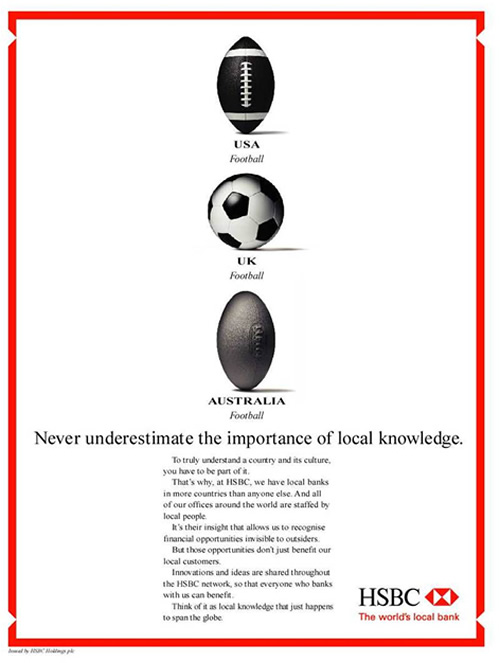 USA
Football
UK
Football
AUSTRALIA
Football
Never underestimate the importance of local knowledge.
To truly understand a country and its culture,
you have to be part of it.
That's why, at HSBC, we have local banks
in more countries than anyone else. And all
of our offices around the world are staffed by
local people.
It's their insight that allows us to recognise
financial opportunities invisible to outsiders.
But those opportunities don't just benefit our
local customers.
Innovations and ideas are shared throughout
the HSBC network, so that everyone who banks
with us can benefit.
Think of it as local knowledge that just happens
to span the globe.
HSBC
The world's local bank
Issued by HSBC Holdings plc